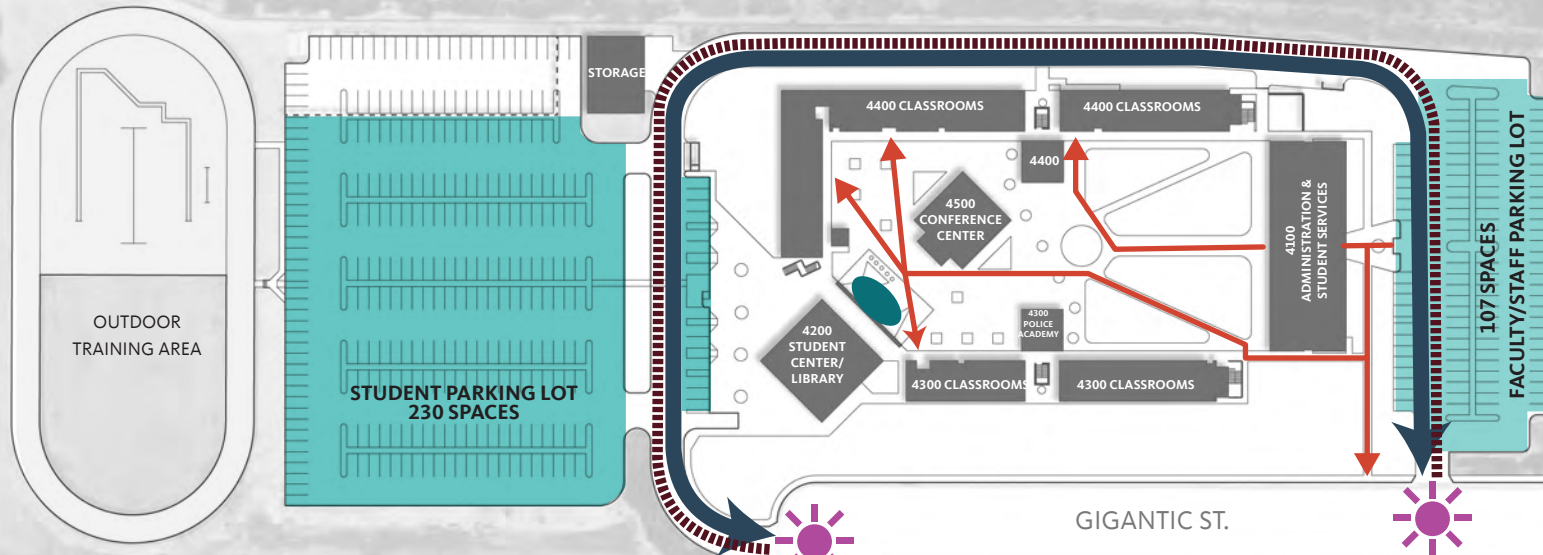 STORAGE
4400 CLASSROOMS
4400 CLASSROOMS
4400
4500
CONFERENCE
CENTER
4100
ADMINISTRATION &
STUDENT SERVICES
107 SPACES
FACULTY/STAFF PARKING LOT
OUTDOOR
TRAINING AREA
STUDENT PARKING LOT
230 SPACES
4200
STUDENT
CENTER/
LIBRARY
4300
POLICE
ACADEMY
4300 CLASSROOMS
4300 CLASSROOMS
GIGANTIC ST.